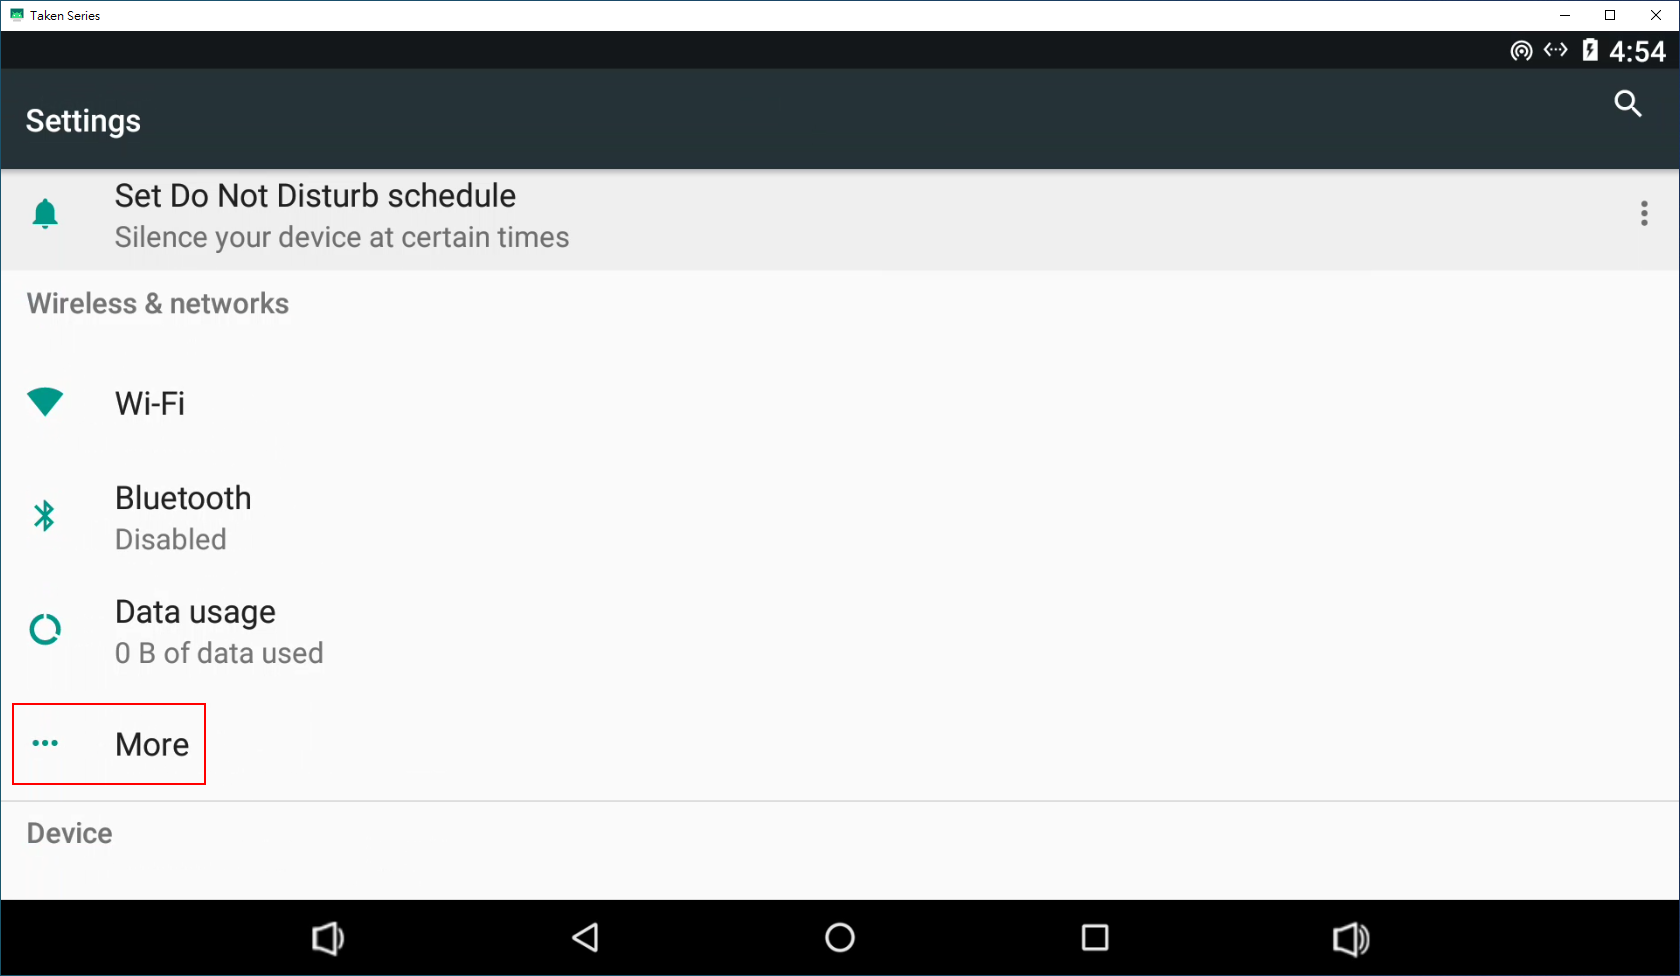 Taken Series
4:54
Settings
Set Do Not Disturb schedule
Silence your device at certain times
Wireless & networks
Wi-Fi
Bluetooth
Disabled
Data usage
0 B of data used
More
Device